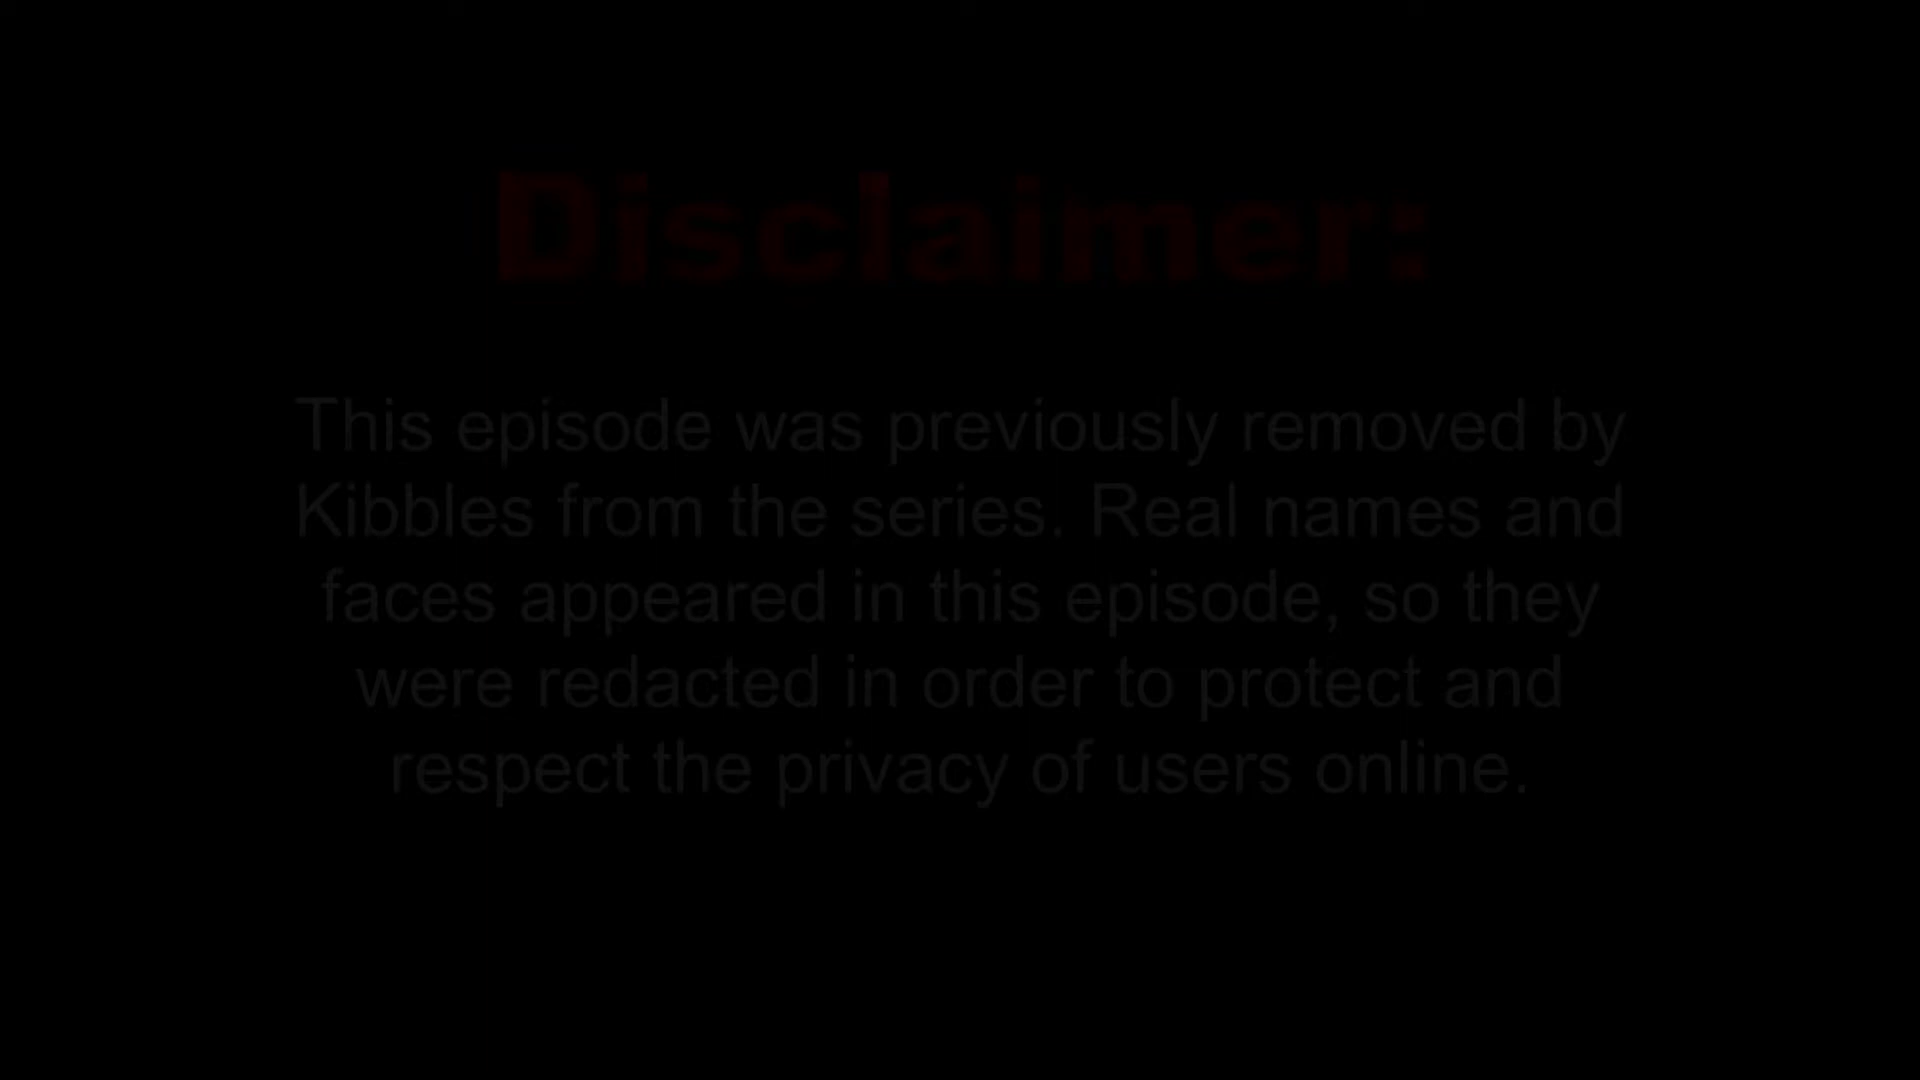 Disclaimer:
This episode was previously removed by
Kibbles from the series. Real names and
faces appeared in this episode, so they
were redacted in order to protect and
respect the privacy of users online.